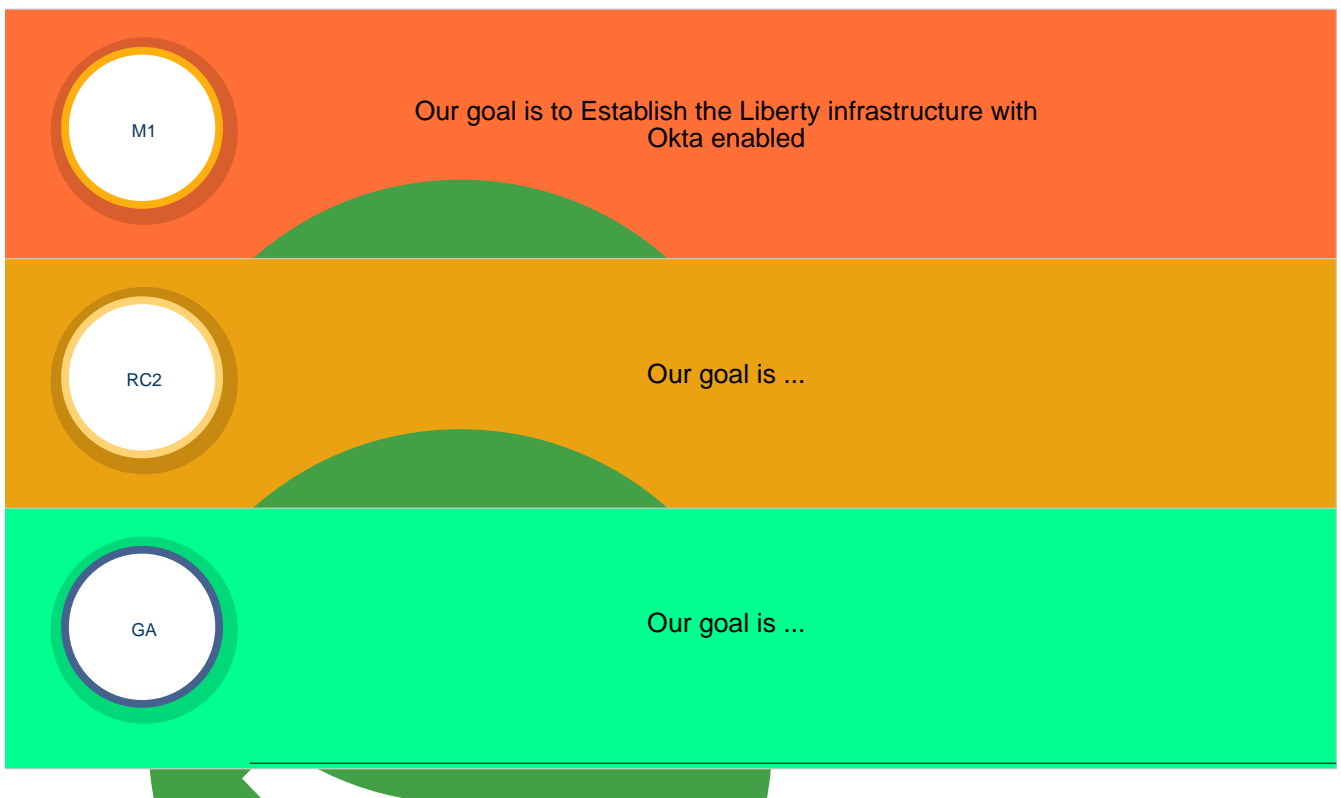 M1
Our goal is to Establish the Liberty infrastructure with
Okta enabled
RC2
Our goal is ...
GA
Our goal is ...